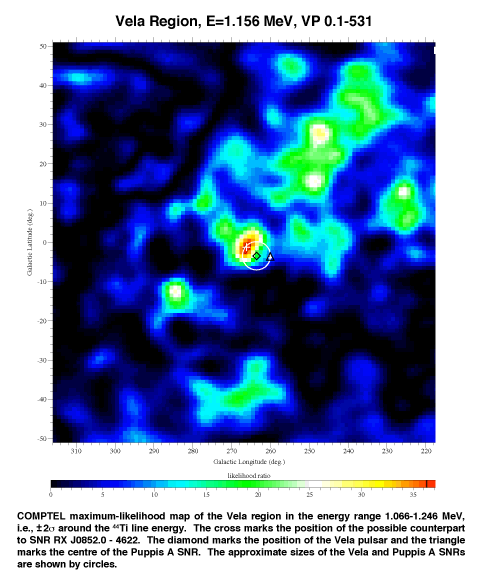 Vela Region, E=1.156 MeV, VP 0.1-531
50
40
30
20
10
0
-10
-20
-30
-40
-50
Galactic Latitude (deg.)
310 300 290 280 270 260 250 240 230 220
Galactic Longitude (deg.)
likelihood ratio
0 5 10 15 20 25 30 35
COMPTEL maximum-likelihood map of the Vela region in the energy range 1.066-1.246 MeV,
i.e., ±2σ around the ⁴⁴Ti line energy. The cross marks the position of the possible counterpart
to SNR RX J0852.0 - 4622. The diamond marks the position of the Vela pulsar and the triangle
marks the centre of the Puppis A SNR. The approximate sizes of the Vela and Puppis A SNRs
are shown by circles.